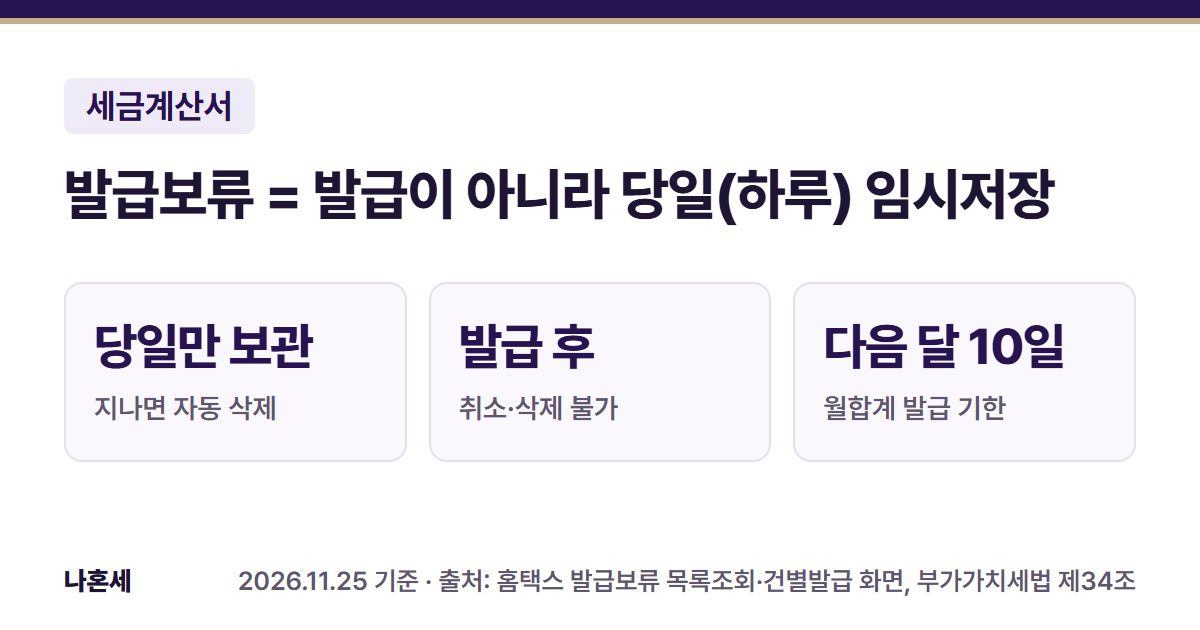 세금계산서
발급보류 = 발급이 아니라 당일(하루) 임시저장
당일만 보관
지나면 자동 삭제
발급 후
취소·삭제 불가
다음 달 10일
월합계 발급 기한
나혼세
2026.11.25 기준 · 출처: 홈택스 발급보류 목록조회·건별발급 화면, 부가가치세법 제34조